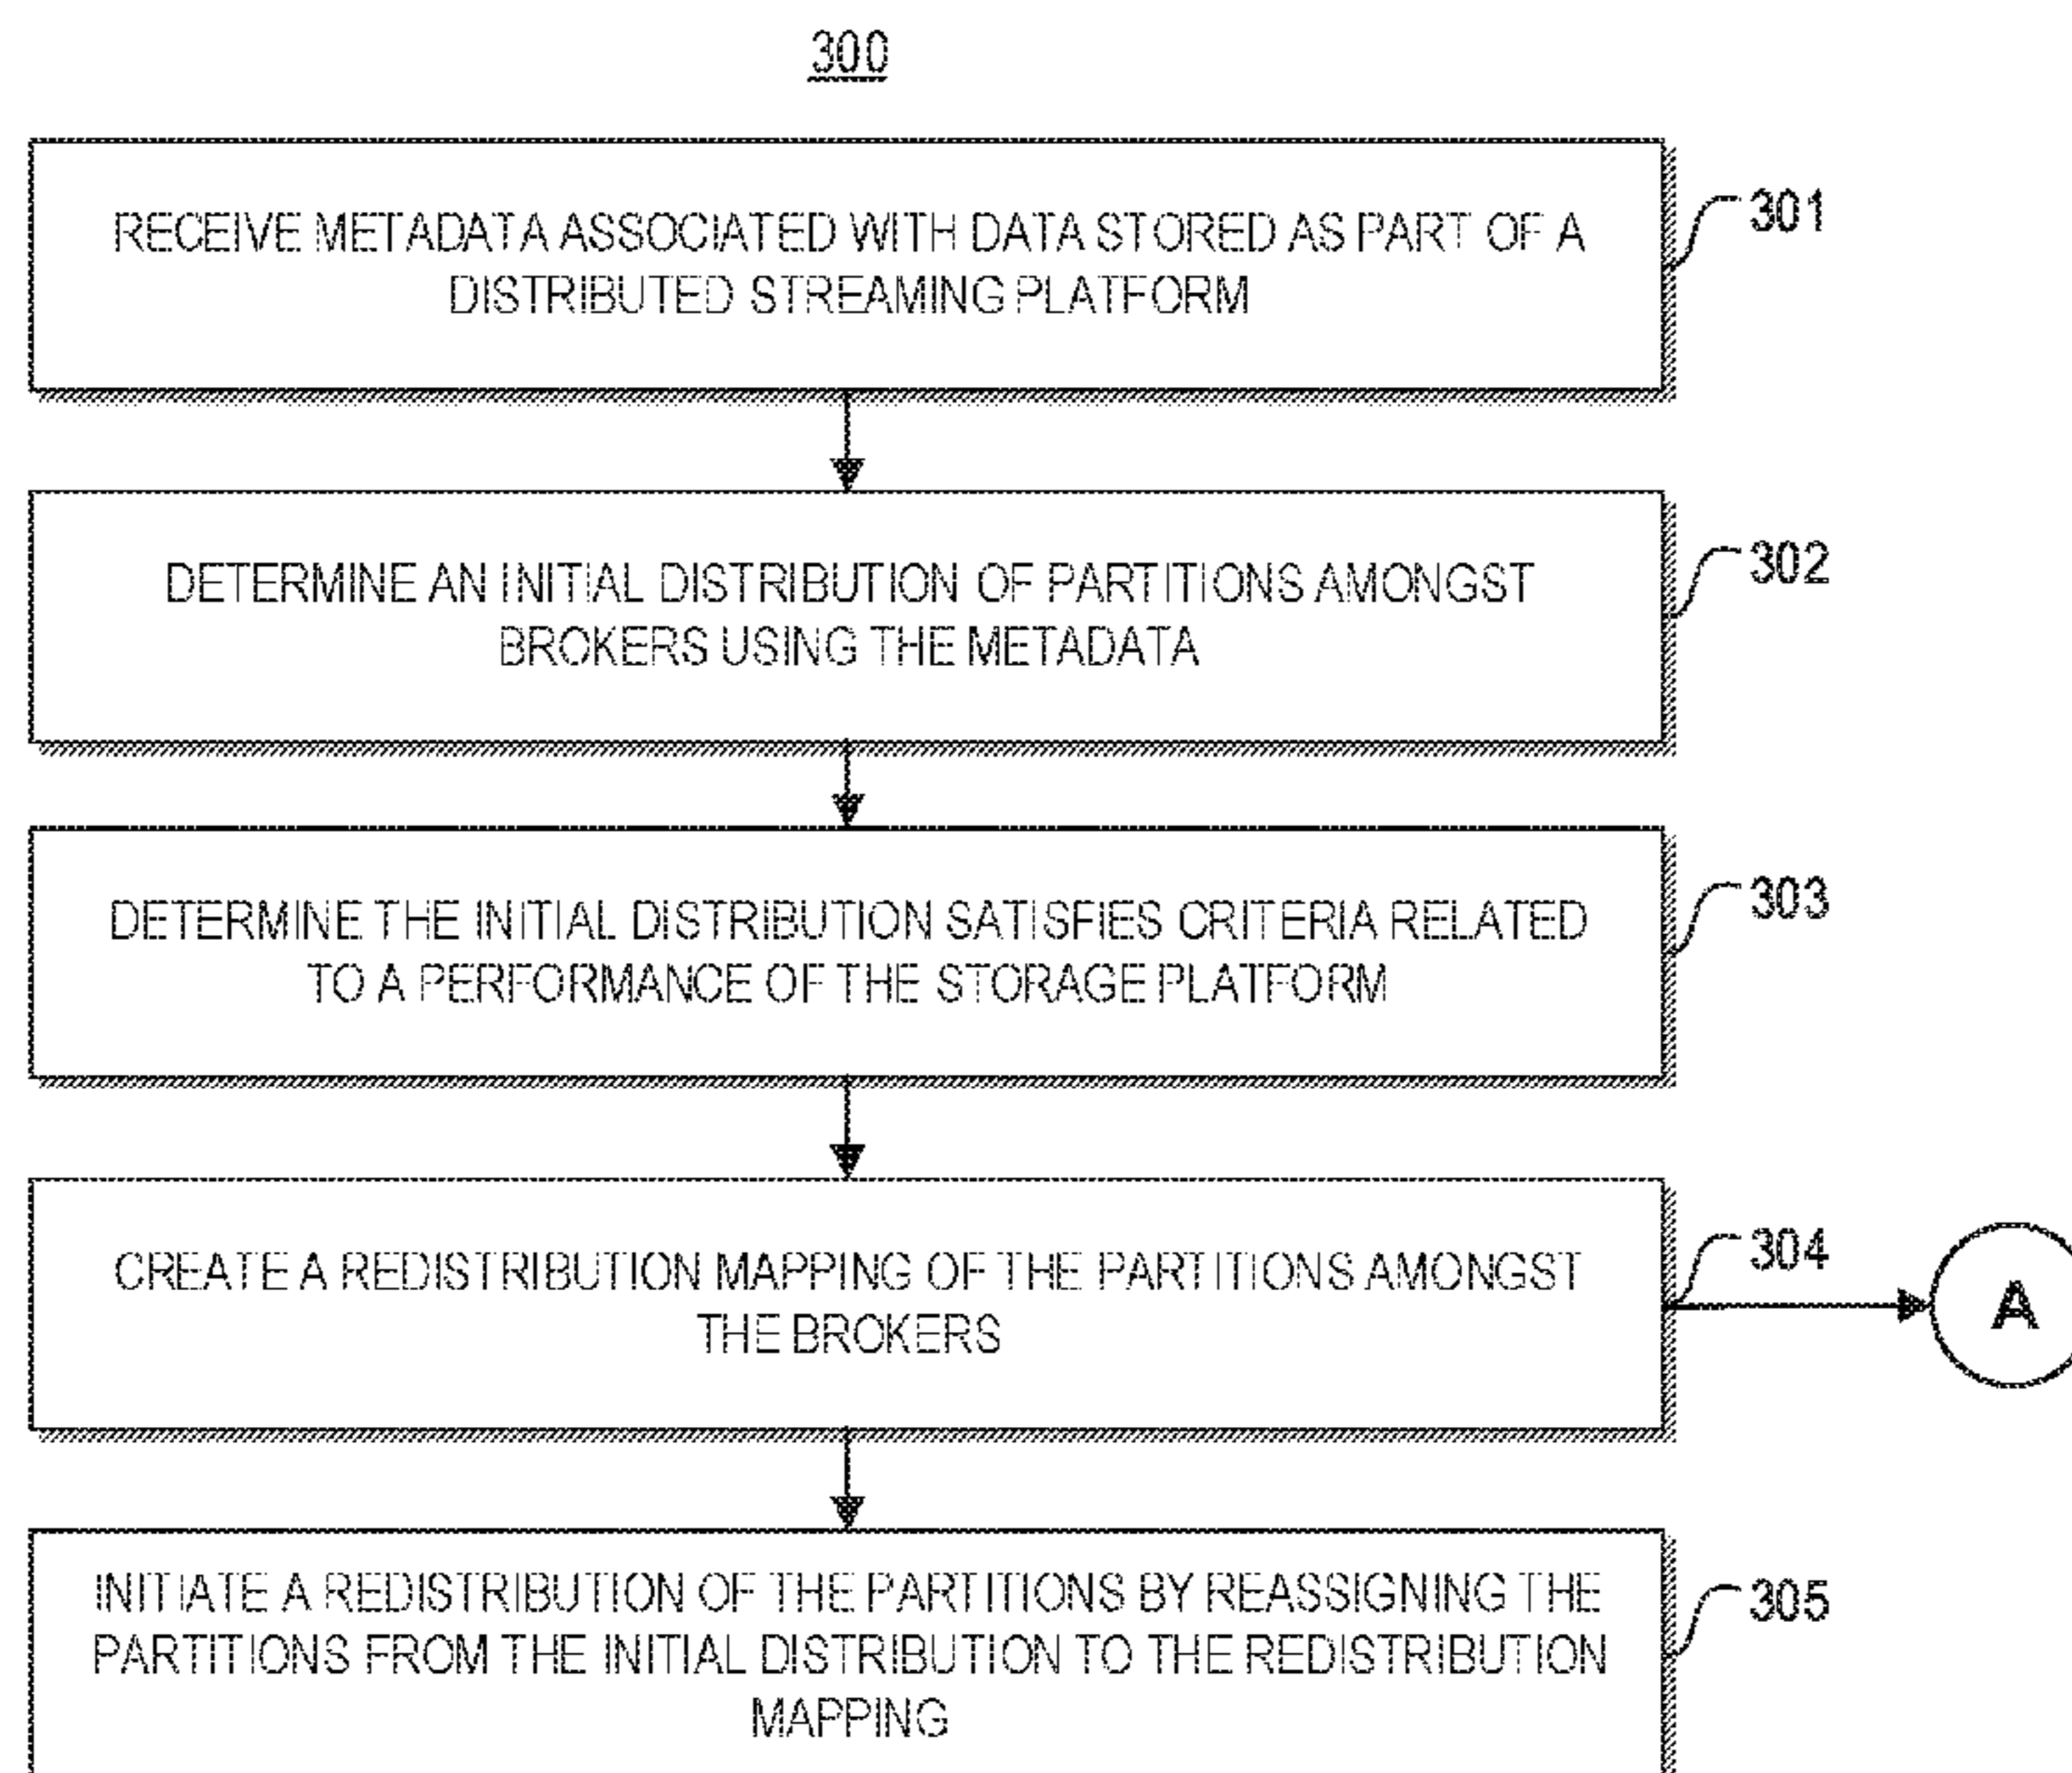 300
RECEIVE METADATA ASSOCIATED WITH DATA STORED AS PART OF A
DISTRIBUTED STREAMING PLATFORM
301
DETERMINE AN INITIAL DISTRIBUTION OF PARTITIONS AMONGST
BROKERS USING THE METADATA
302
DETERMINE THE INITIAL DISTRIBUTION SATISFIES CRITERIA RELATED
TO A PERFORMANCE OF THE STORAGE PLATFORM
303
CREATE A REDISTRIBUTION MAPPING OF THE PARTITIONS AMONGST
THE BROKERS
304
A
INITIATE A REDISTRIBUTION OF THE PARTITIONS BY REASSIGNING THE
PARTITIONS FROM THE INITIAL DISTRIBUTION TO THE REDISTRIBUTION
MAPPING
305